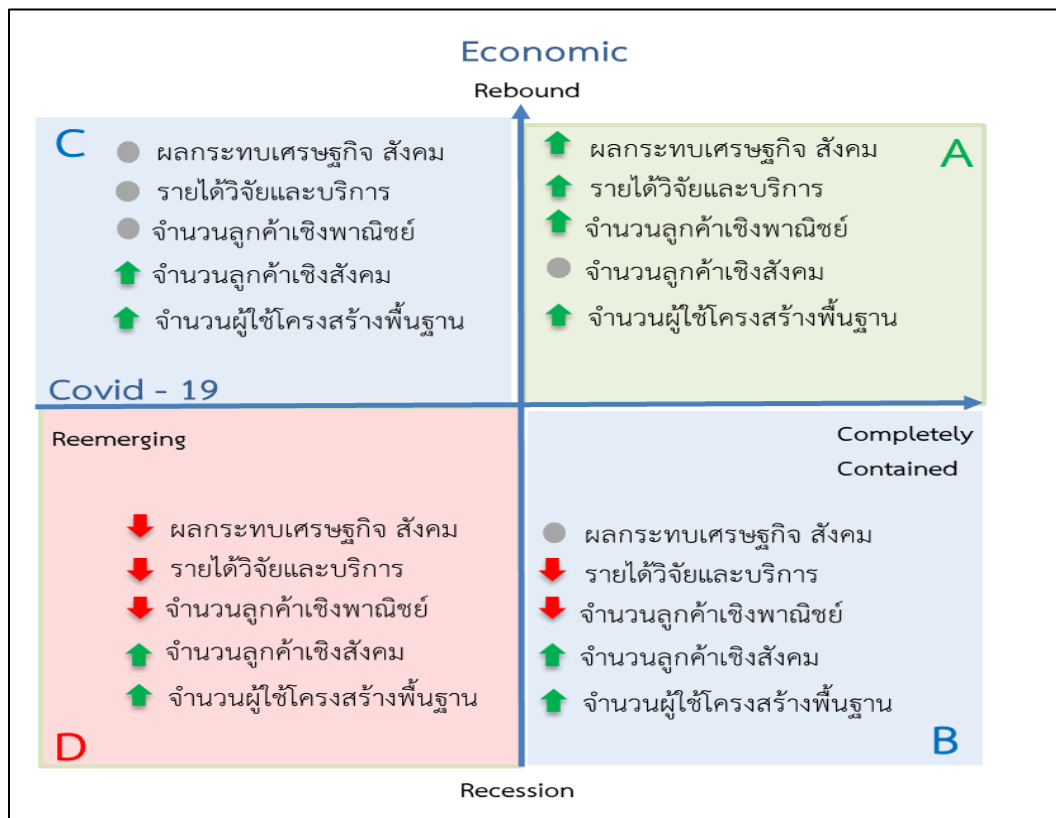 Economic
Rebound
C
ผลกระทบเศรษฐกิจ สังคม
รายได้วิจัยและบริการ
จำนวนลูกค้าเชิงพาณิชย์
จำนวนลูกค้าเชิงสังคม
จำนวนผู้ใช้โครงสร้างพื้นฐาน
A
ผลกระทบเศรษฐกิจ สังคม
รายได้วิจัยและบริการ
จำนวนลูกค้าเชิงพาณิชย์
จำนวนลูกค้าเชิงสังคม
จำนวนผู้ใช้โครงสร้างพื้นฐาน
Covid - 19
Reemerging
Completely
Contained
ผลกระทบเศรษฐกิจ สังคม
รายได้วิจัยและบริการ
จำนวนลูกค้าเชิงพาณิชย์
จำนวนลูกค้าเชิงสังคม
จำนวนผู้ใช้โครงสร้างพื้นฐาน
D
ผลกระทบเศรษฐกิจ สังคม
รายได้วิจัยและบริการ
จำนวนลูกค้าเชิงพาณิชย์
จำนวนลูกค้าเชิงสังคม
จำนวนผู้ใช้โครงสร้างพื้นฐาน
B
Recession